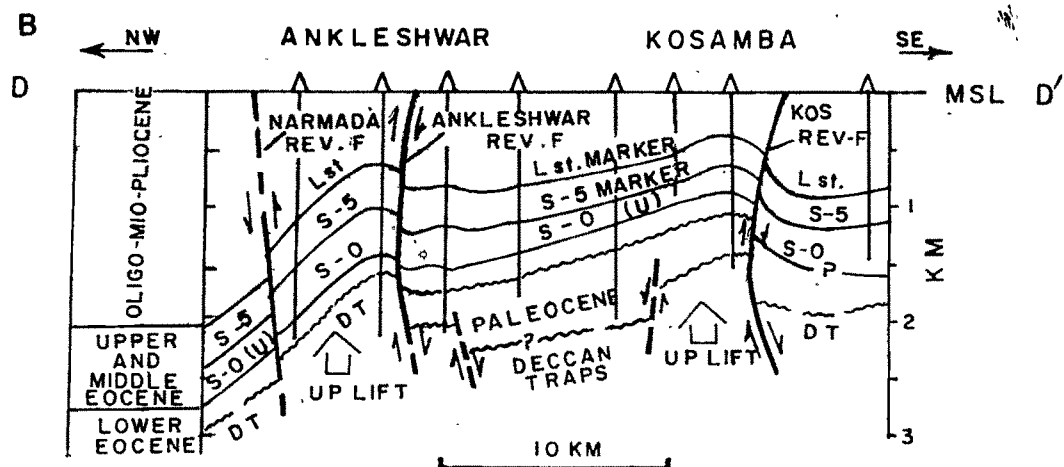 B
NW
ANKLESHWAR
KOSAMBA
SE
D
MSL
D'
NARMADA
REV. F
ANKLESHWAR
REV. F
KOS
REV-F
Lst
Lst. MARKER
Lst.
S-5
S-5 MARKER
S-5
S-O
S-O (U)
S-O
P
OLIGO-MIO-PLIOCENE
1
KM
UPPER
AND
MIDDLE
EOCENE
S-5
S-O (U)
DT
PALEOCENE
?
DECCAN
TRAPS
DT
2
UP LIFT
UP LIFT
LOWER
EOCENE
DT
3
10 KM